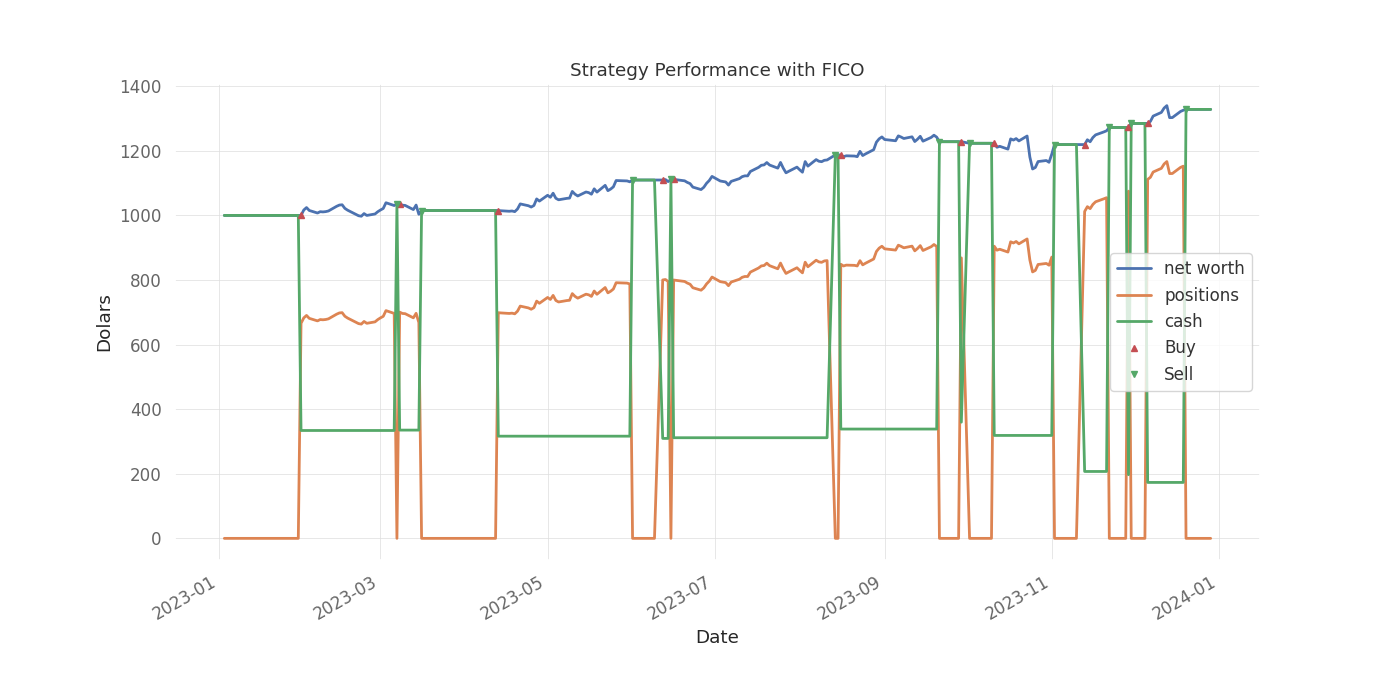 Strategy Performance with FICO
1400
1200
1000
800
600
400
200
0
Dolars
net worth
positions
cash
Buy
Sell
2023-01
2023-03
2023-05
2023-07
2023-09
2023-11
2024-01
Date